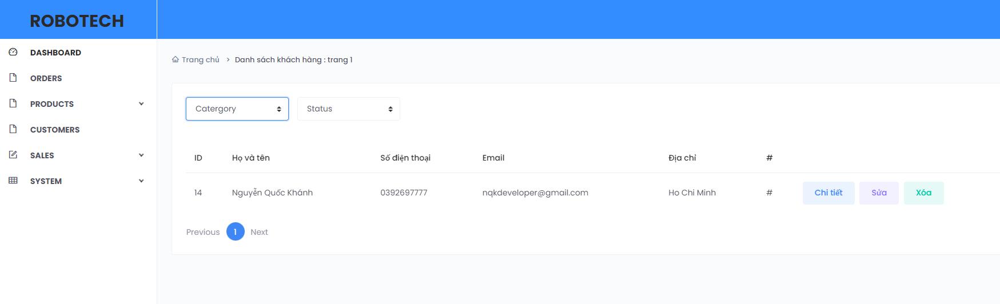 ROBOTECH
DASHBOARD
ORDERS
PRODUCTS
CUSTOMERS
SALES
SYSTEM
Trang chủ > Danh sách khách hàng : trang 1
Catergory Status
ID Họ và tên Số điện thoại Email Địa chỉ #
14 Nguyễn Quốc Khánh 0392697777 nqkdeveloper@gmail.com Ho Chi Minh # Chi tiết Sửa Xóa
Previous 1 Next